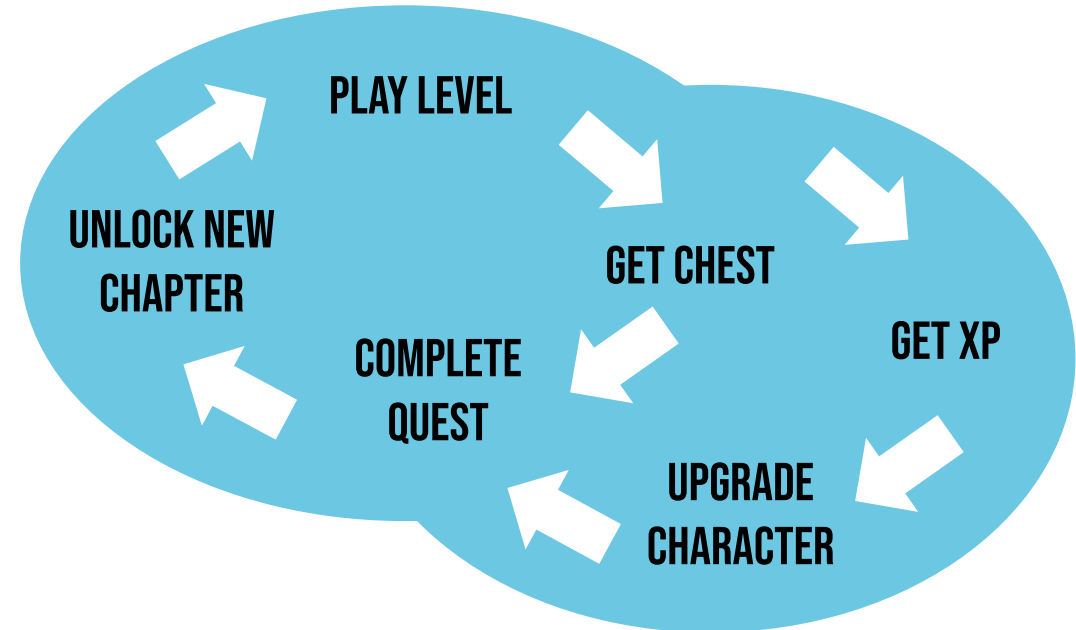 PLAY LEVEL
UNLOCK NEW
CHAPTER
GET CHEST
GET XP
COMPLETE
QUEST
UPGRADE
CHARACTER